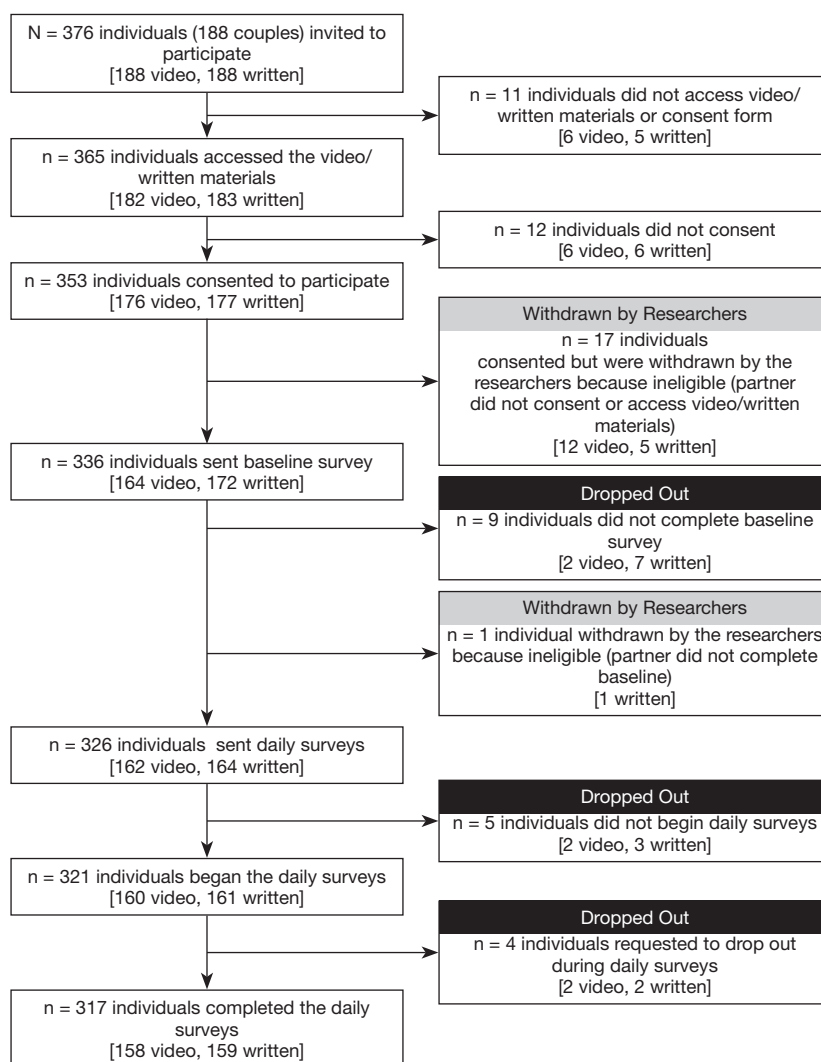 N = 376 individuals (188 couples) invited to
participate
[188 video, 188 written]
n = 11 individuals did not access video/
written materials or consent form
[6 video, 5 written]
n = 365 individuals accessed the video/
written materials
[182 video, 183 written]
n = 12 individuals did not consent
[6 video, 6 written]
n = 353 individuals consented to participate
[176 video, 177 written]
Withdrawn by Researchers
n = 17 individuals
consented but were withdrawn by the
researchers because ineligible (partner
did not consent or access video/written
materials)
[12 video, 5 written]
n = 336 individuals sent baseline survey
[164 video, 172 written]
Dropped Out
n = 9 individuals did not complete baseline
survey
[2 video, 7 written]
Withdrawn by Researchers
n = 1 individual withdrawn by the researchers
because ineligible (partner did not complete
baseline)
[1 written]
n = 326 individuals sent daily surveys
[162 video, 164 written]
Dropped Out
n = 5 individuals did not begin daily surveys
[2 video, 3 written]
n = 321 individuals began the daily surveys
[160 video, 161 written]
Dropped Out
n = 4 individuals requested to drop out
during daily surveys
[2 video, 2 written]
n = 317 individuals completed the daily
surveys
[158 video, 159 written]